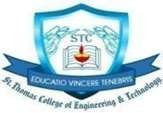 STC
EDUCATIO VINCERE TENEBRIS
St. Thomas College of Engineering & Technology